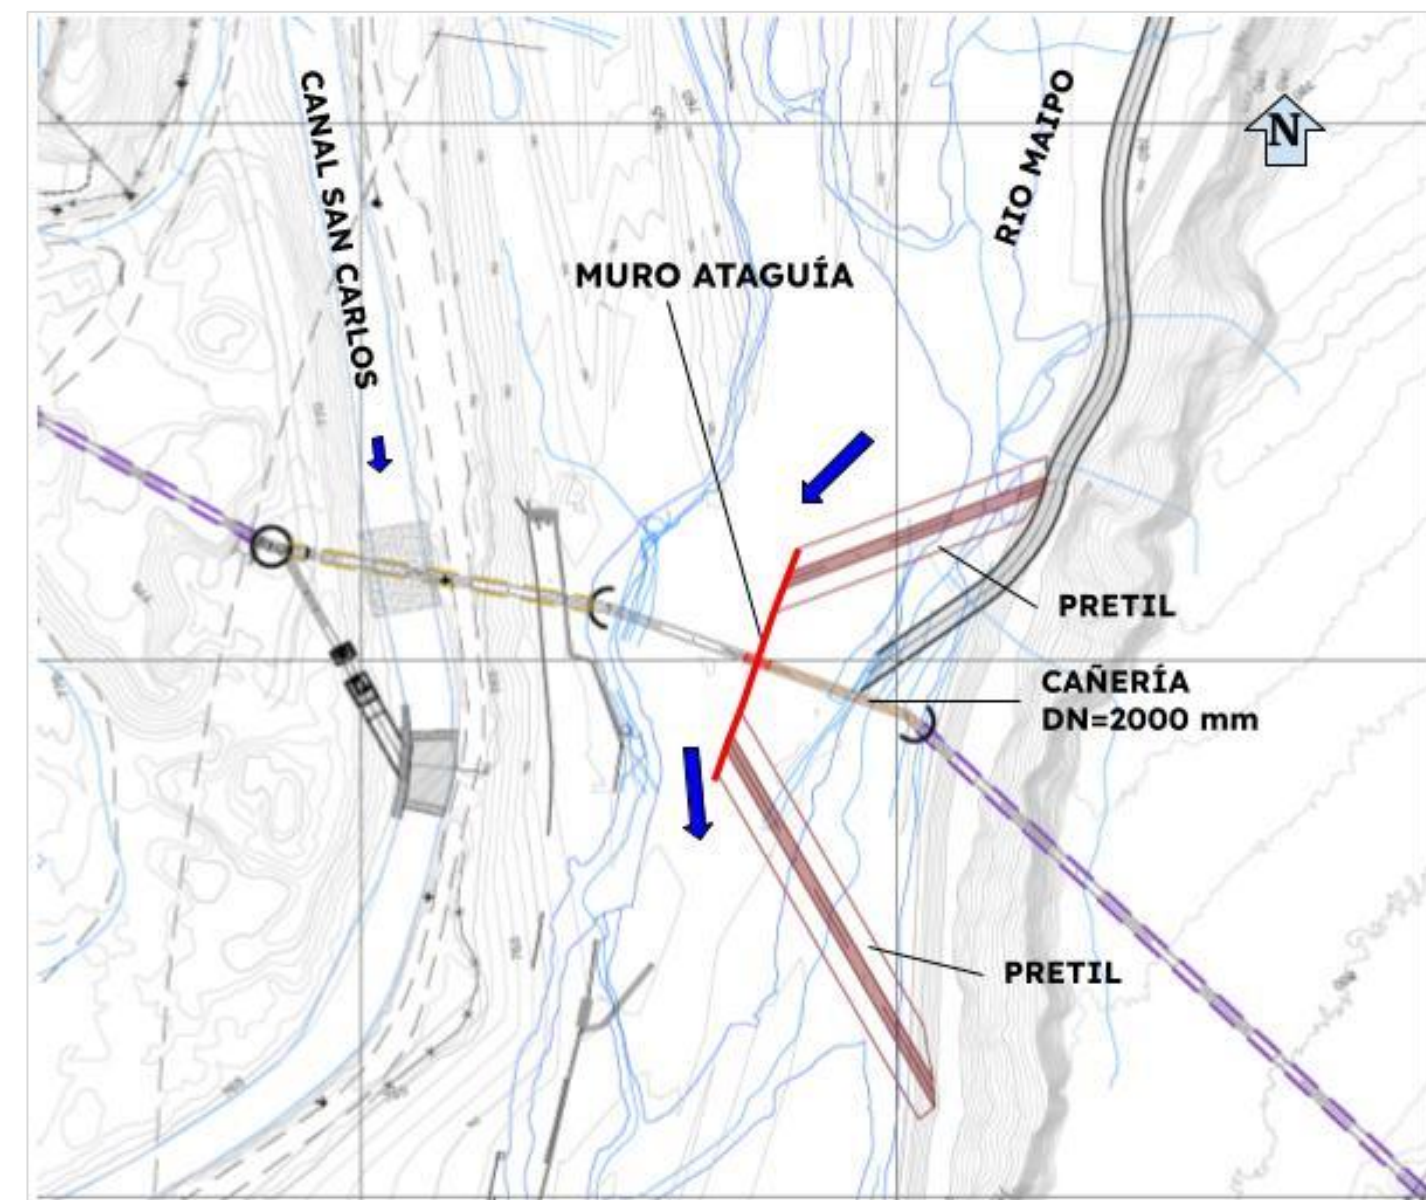 CANAL SAN CARLOS
RIO MAIPO
N
MURO ATAGUÍA
PRETIL
CAÑERÍA
DN=2000 mm
PRETIL